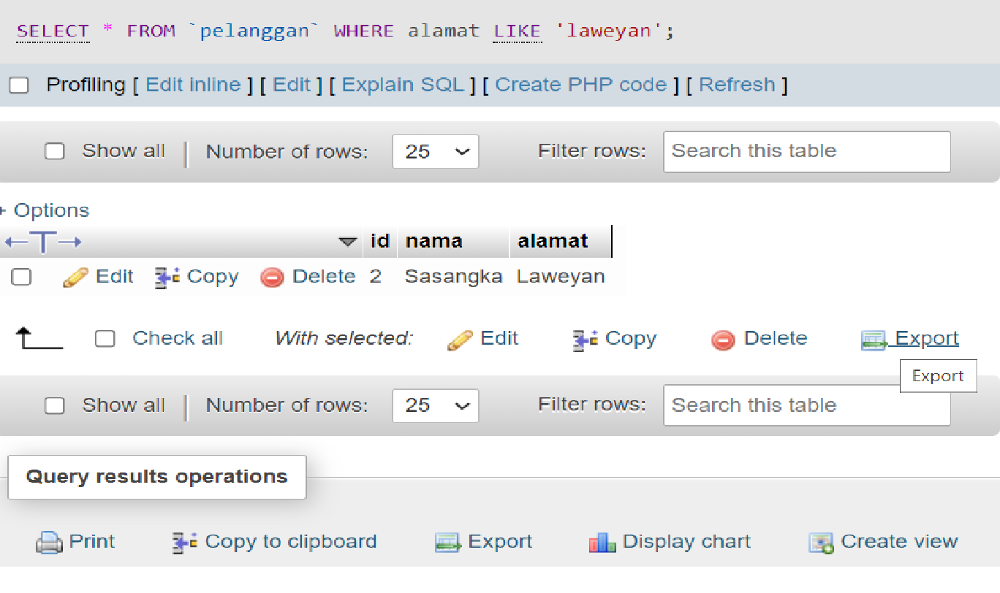 SELECT * FROM `pelanggan` WHERE alamat LIKE 'laweyan';
Profiling [ Edit inline ] [ Edit ] [ Explain SQL ] [ Create PHP code ] [ Refresh ]
Show all | Number of rows: 25 Filter rows: Search this table
+ Options
←T→ id nama alamat
Edit Copy Delete 2 Sasangka Laweyan
Check all With selected: Edit Copy Delete Export
Export
Show all | Number of rows: 25 Filter rows: Search this table
Query results operations
Print Copy to clipboard Export Display chart Create view